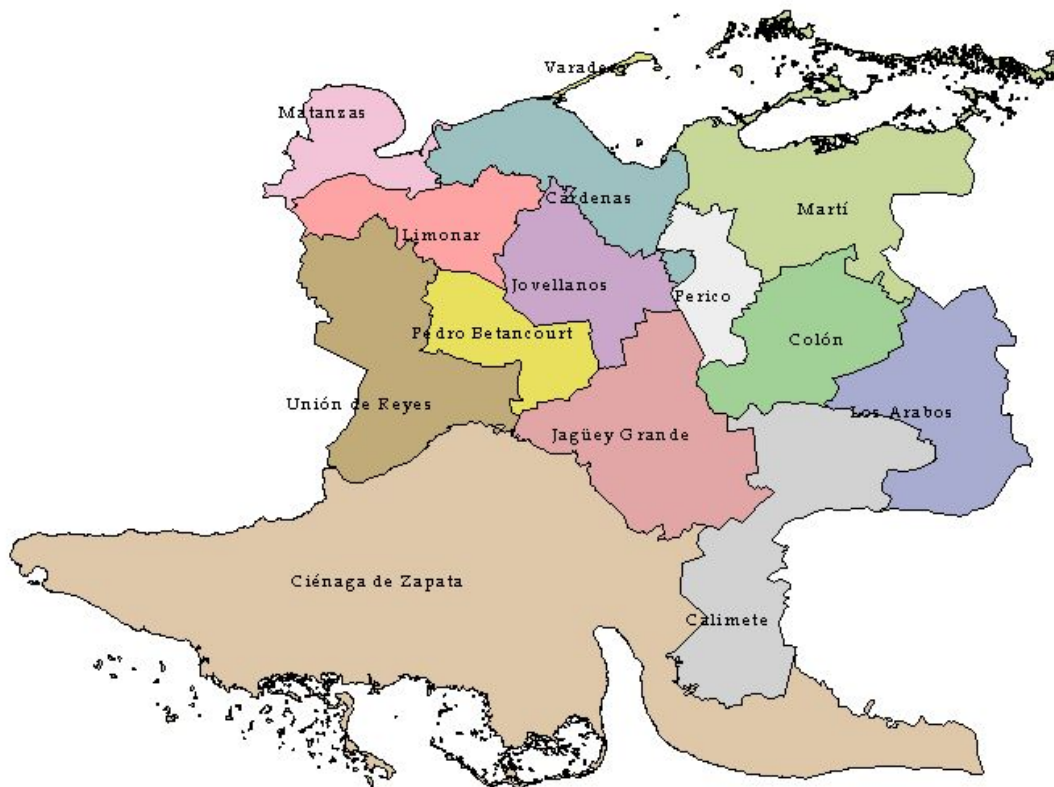 Varadero
Matanzas
Cárdenas
Martí
Limonar
Jovellanos
Perico
Pedro Betancourt
Colón
Unión de Reyes
Los Arabos
Jagüey Grande
Ciénaga de Zapata
Calimete